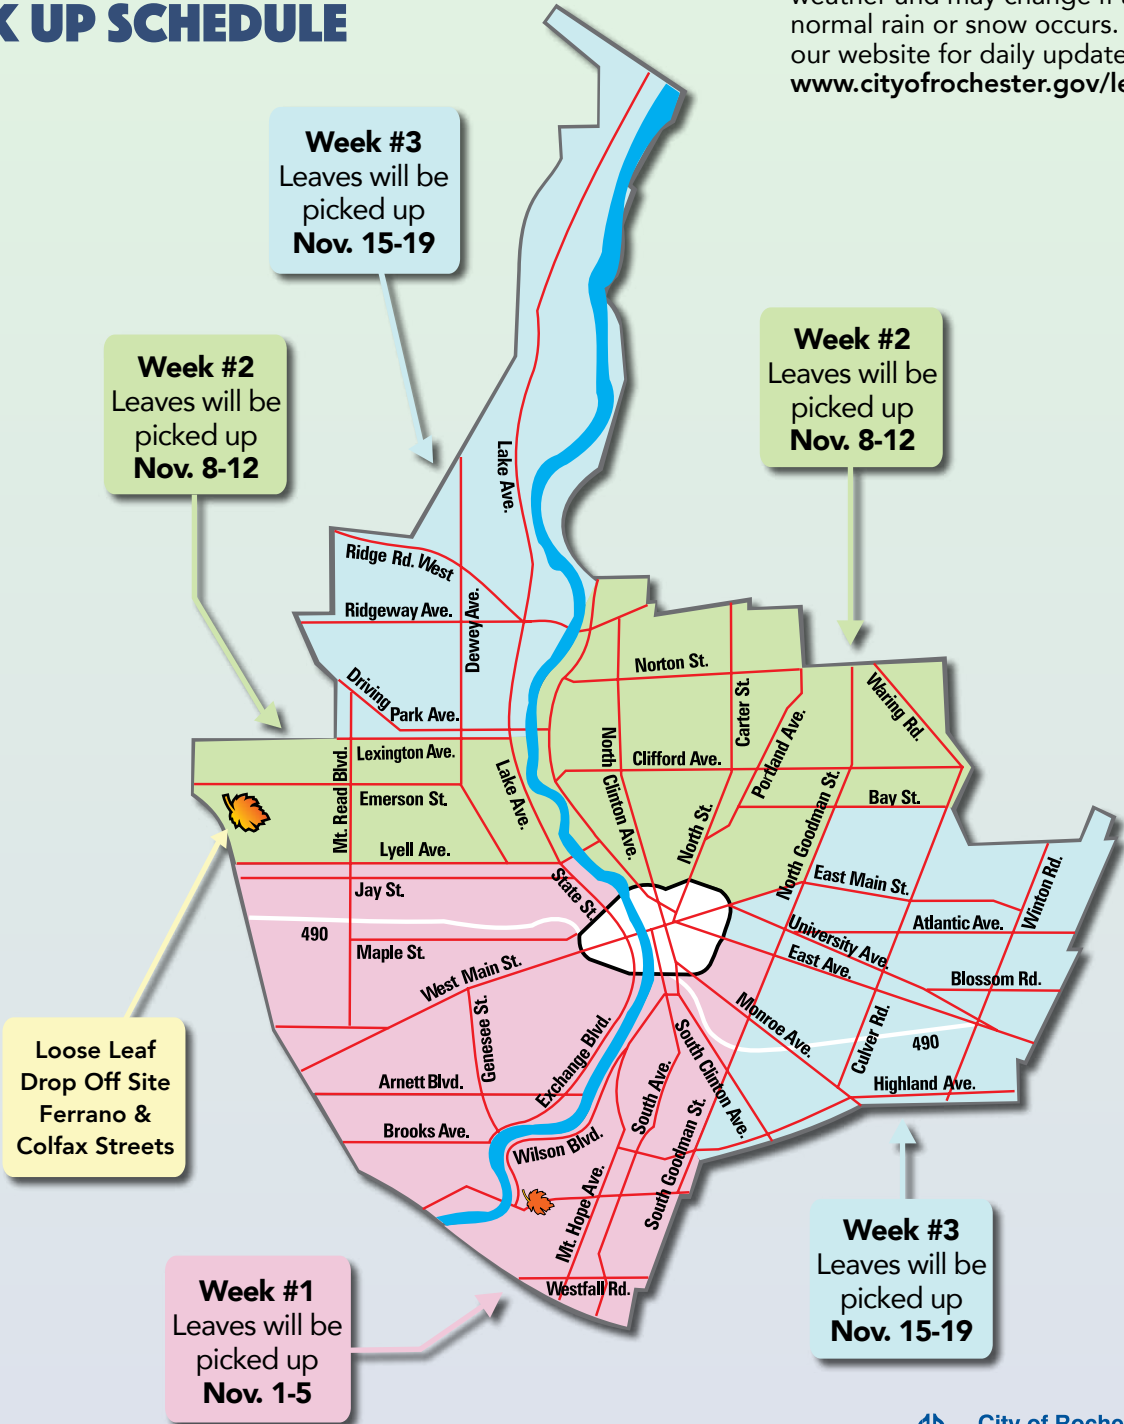 K UP SCHEDULE
weather and may change if
normal rain or snow occurs.
our website for daily update
www.cityofrochester.gov/le
Week #3
Leaves will be
picked up
Nov. 15-19
Week #2
Leaves will be
picked up
Nov. 8-12
Week #2
Leaves will be
picked up
Nov. 8-12
Lake Ave.
Ridge Rd. West
Ridgeway Ave.
Dewey Ave.
Driving
Park Ave.
Norton St.
Carter St.
Portland Ave.
Waring Rd.
North Clinton Ave.
Clifford Ave.
Lexington Ave.
Mt. Read Blvd.
Emerson St.
Lake Ave.
Bay St.
North Goodman St.
North St.
Lyell Ave.
Jay St.
State St.
East Main St.
Winton Rd.
Atlantic Ave.
University Ave.
East Ave.
490
Maple St.
West Main St.
Blossom Rd.
Genesee St.
Exchange Blvd.
Monroe Ave.
Culver Rd.
490
Highland Ave.
Arnett Blvd.
South Ave.
South Clinton Ave.
Brooks Ave.
Wilson Blvd.
South Goodman St.
Mt. Hope Ave.
Westfall Rd.
Loose Leaf
Drop Off Site
Ferrano &
Colfax Streets
Week #1
Leaves will be
picked up
Nov. 1-5
Week #3
Leaves will be
picked up
Nov. 15-19
City of Roche